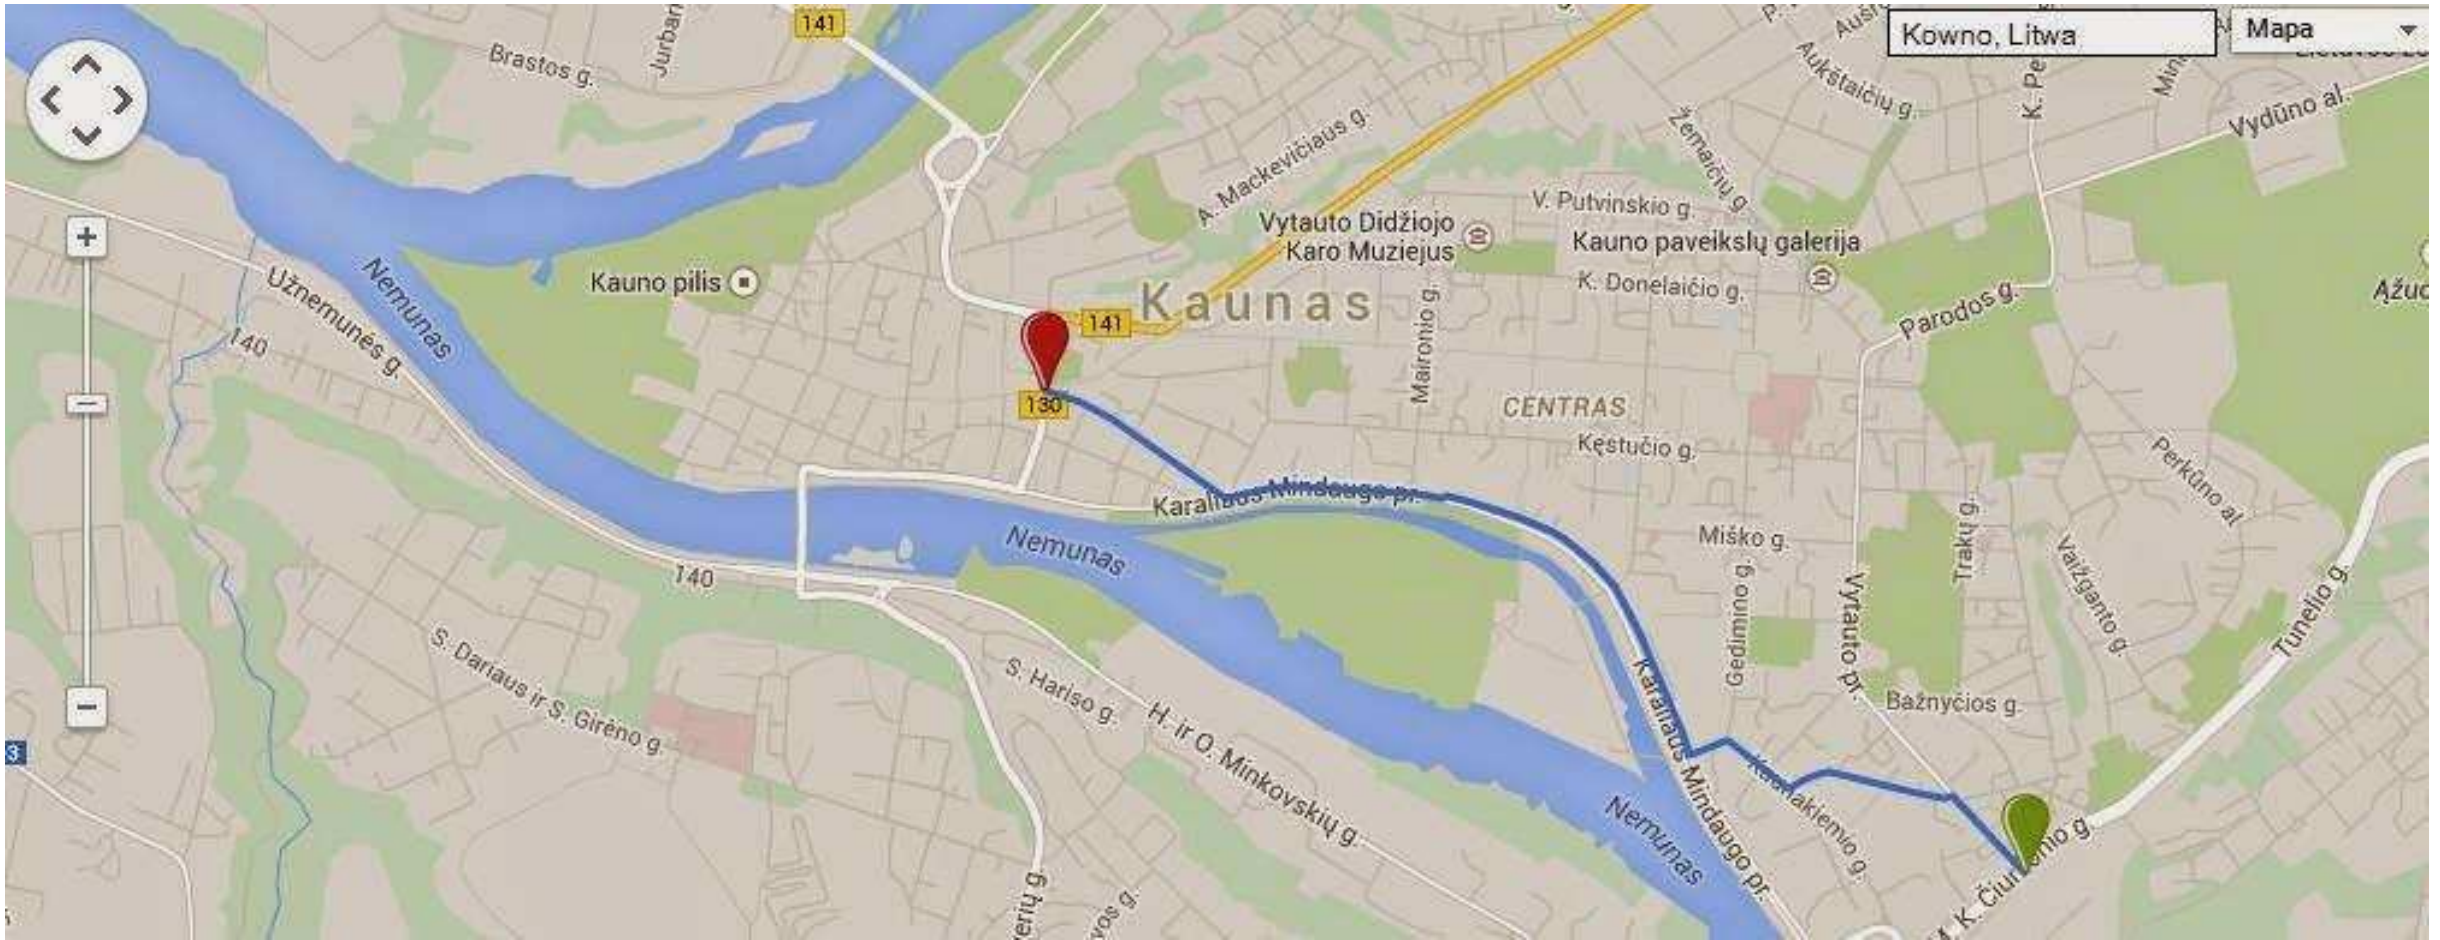 141
Brastos g.
Kowno, Litwa
Mapa
Aukštaičių g.
Vydūno al.
A. Mackevičiaus g.
Žemaičių g.
V. Putvinskio g.
Vytauto Didžiojo
Karo Muziejus
Kauno paveikslų galerija
K. Donelaičio g.
Kauno pilis
Nemunas
Užnemunės g.
140
Kaunas
141
Maironio g.
Parodos g.
130
CENTRAS
Kęstučio g.
Perkūno al.
Karaliaus Mindaugo pr.
Nemunas
Miško g.
Trakų g.
Gedimino g.
Vytauto pr.
Vaižganto g.
Tunelio g.
140
S. Dariaus ir S. Girėno g.
S. Hariso g.
H. ir O. Minkovskių g.
Karaliaus Mindaugo pr.
Bažnyčios g.
3
Nemunas